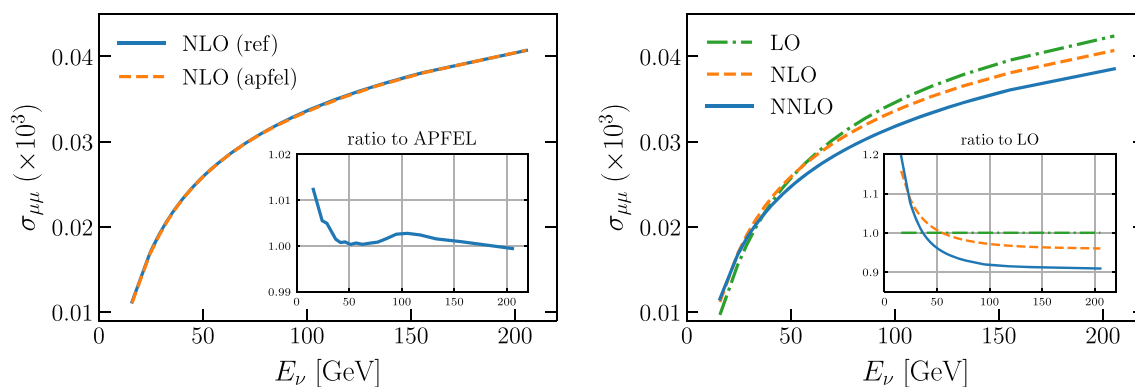 σμμ (×10³)
0.04
0.03
0.02
0.01
NLO (ref)
NLO (apfel)
ratio to APFEL
1.02
1.01
1.00
0.99
0 50 100 150 200
0 50 100 150 200
Eν [GeV]
σμμ (×10³)
0.04
0.03
0.02
0.01
LO
NLO
NNLO
ratio to LO
1.2
1.1
1.0
0.9
0 50 100 150 200
0 50 100 150 200
Eν [GeV]